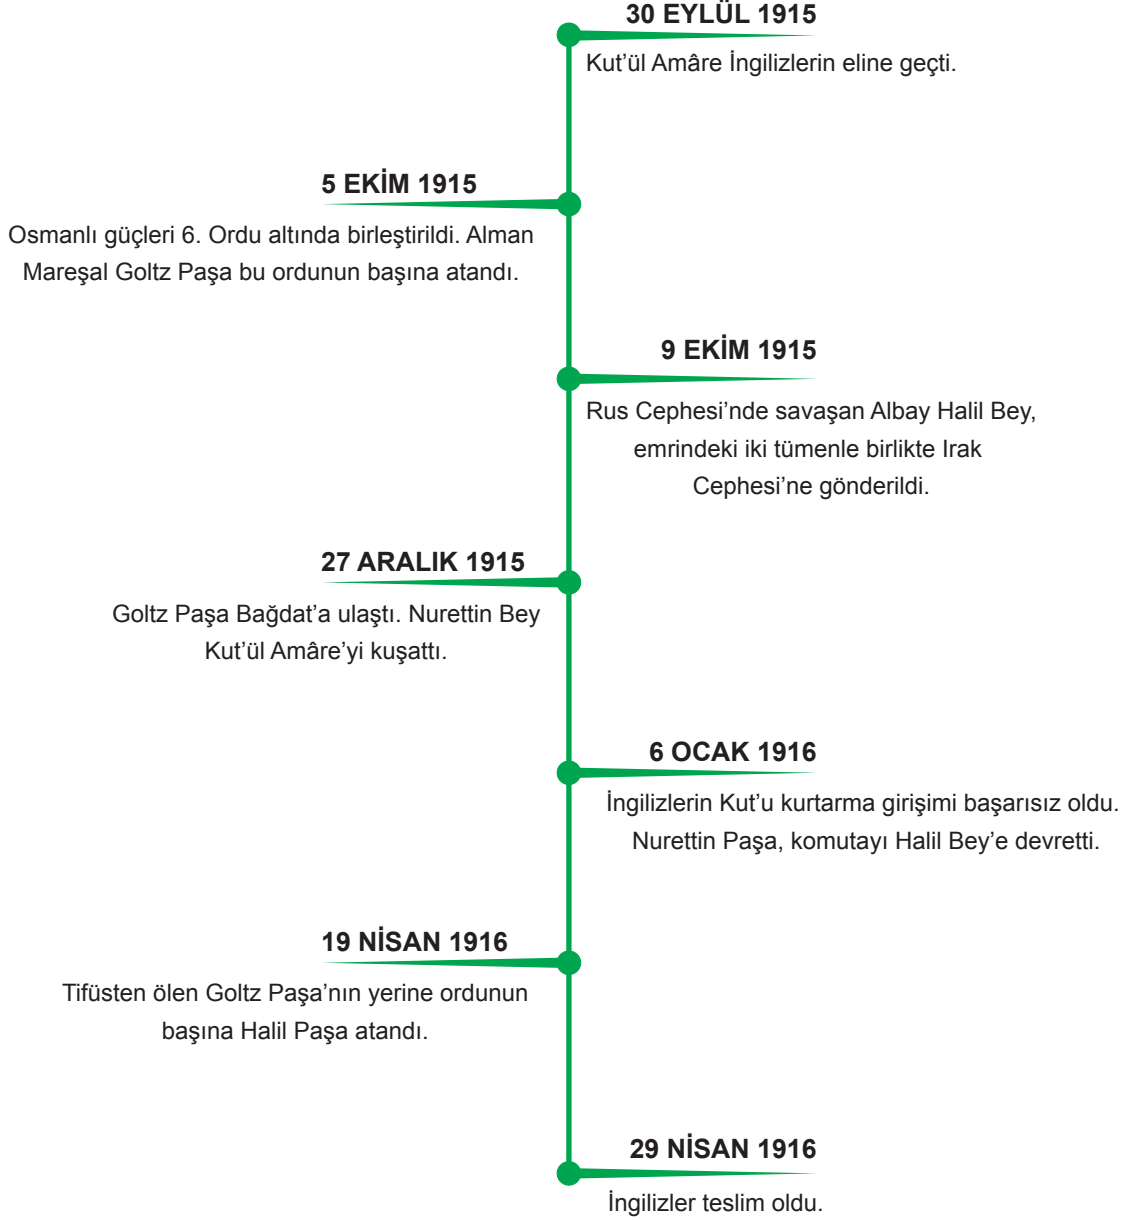 30 EYLÜL 1915
Kut’ül Amâre İngilizlerin eline geçti.
5 EKİM 1915
Osmanlı güçleri 6. Ordu altında birleştirildi. Alman
Mareşal Goltz Paşa bu ordunun başına atandı.
9 EKİM 1915
Rus Cephesi’nde savaşan Albay Halil Bey,
emrindeki iki tümenle birlikte Irak
Cephesi’ne gönderildi.
27 ARALIK 1915
Goltz Paşa Bağdat’a ulaştı. Nurettin Bey
Kut’ül Amâre’yi kuşattı.
6 OCAK 1916
İngilizlerin Kut’u kurtarma girişimi başarısız oldu.
Nurettin Paşa, komutayı Halil Bey’e devretti.
19 NİSAN 1916
Tifüsten ölen Goltz Paşa’nın yerine ordunun
başına Halil Paşa atandı.
29 NİSAN 1916
İngilizler teslim oldu.